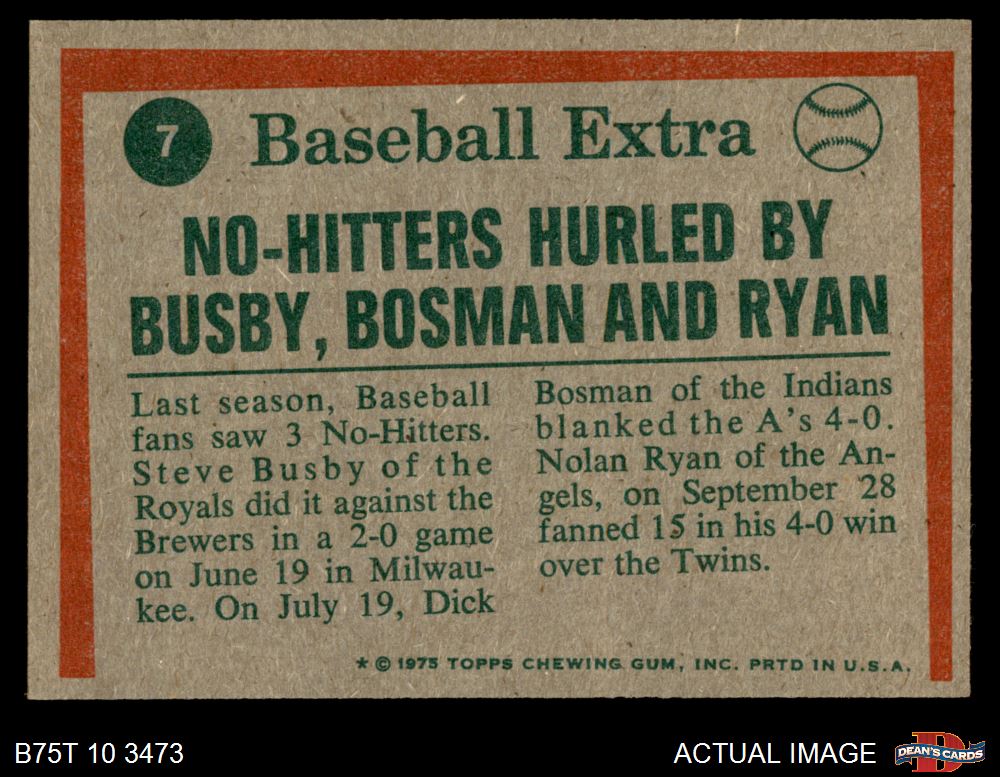 7
Baseball Extra
NO-HITTERS HURLED BY
BUSBY, BOSMAN AND RYAN
Last season, Baseball
fans saw 3 No-Hitters.
Steve Busby of the
Royals did it against the
Brewers in a 2-0 game
on June 19 in Milwau-
kee. On July 19, Dick
Bosman of the Indians
blanked the A's 4-0.
Nolan Ryan of the An-
gels, on September 28
fanned 15 in his 4-0 win
over the Twins.
* © 1975 TOPPS CHEWING GUM, INC. PRTD IN U.S.A.
B75T 10 3473
ACTUAL IMAGE
D
DEAN'S CARDS